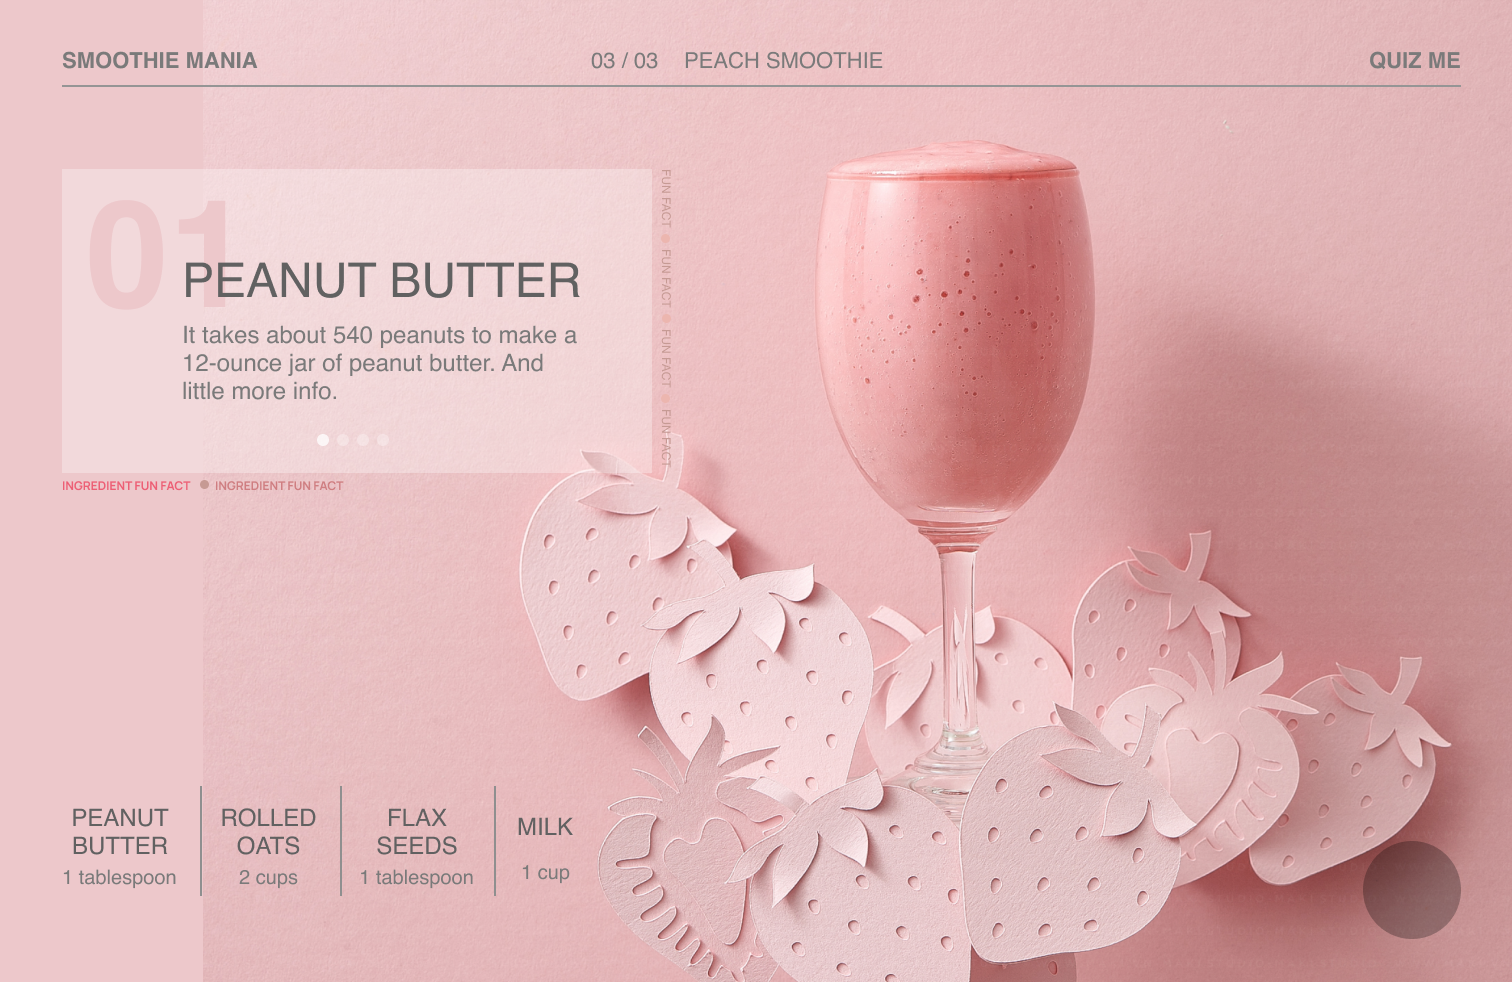 SMOOTHIE MANIA
03 / 03 PEACH SMOOTHIE
QUIZ ME
01
PEANUT BUTTER
It takes about 540 peanuts to make a
12-ounce jar of peanut butter. And
little more info.
FUN FACT ● FUN FACT ● FUN FACT ● FUN FACT
INGREDIENT FUN FACT ● INGREDIENT FUN FACT
PEANUT
BUTTER
1 tablespoon
ROLLED
OATS
2 cups
FLAX
SEEDS
1 tablespoon
MILK
1 cup